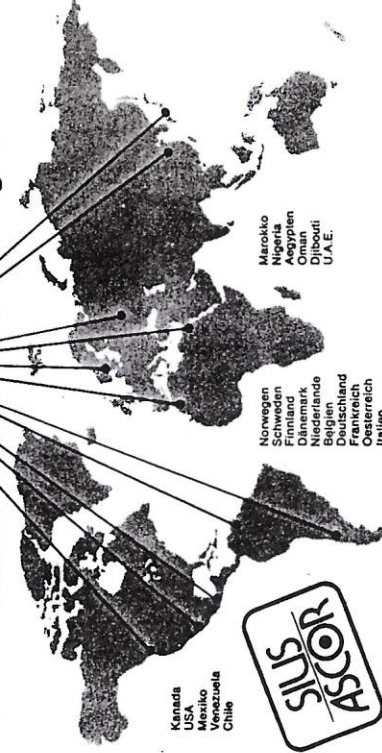 Kanada
USA
Mexiko
Venezuela
Chile
SIUS
ASCOR
Norwegen
Schweden
Finnland
Dänemark
Niederlande
Belgien
Deutschland
Frankreich
Oesterreich
Italien
Marokko
Nigeria
Aegypten
Oman
Djibouti
U.A.E.